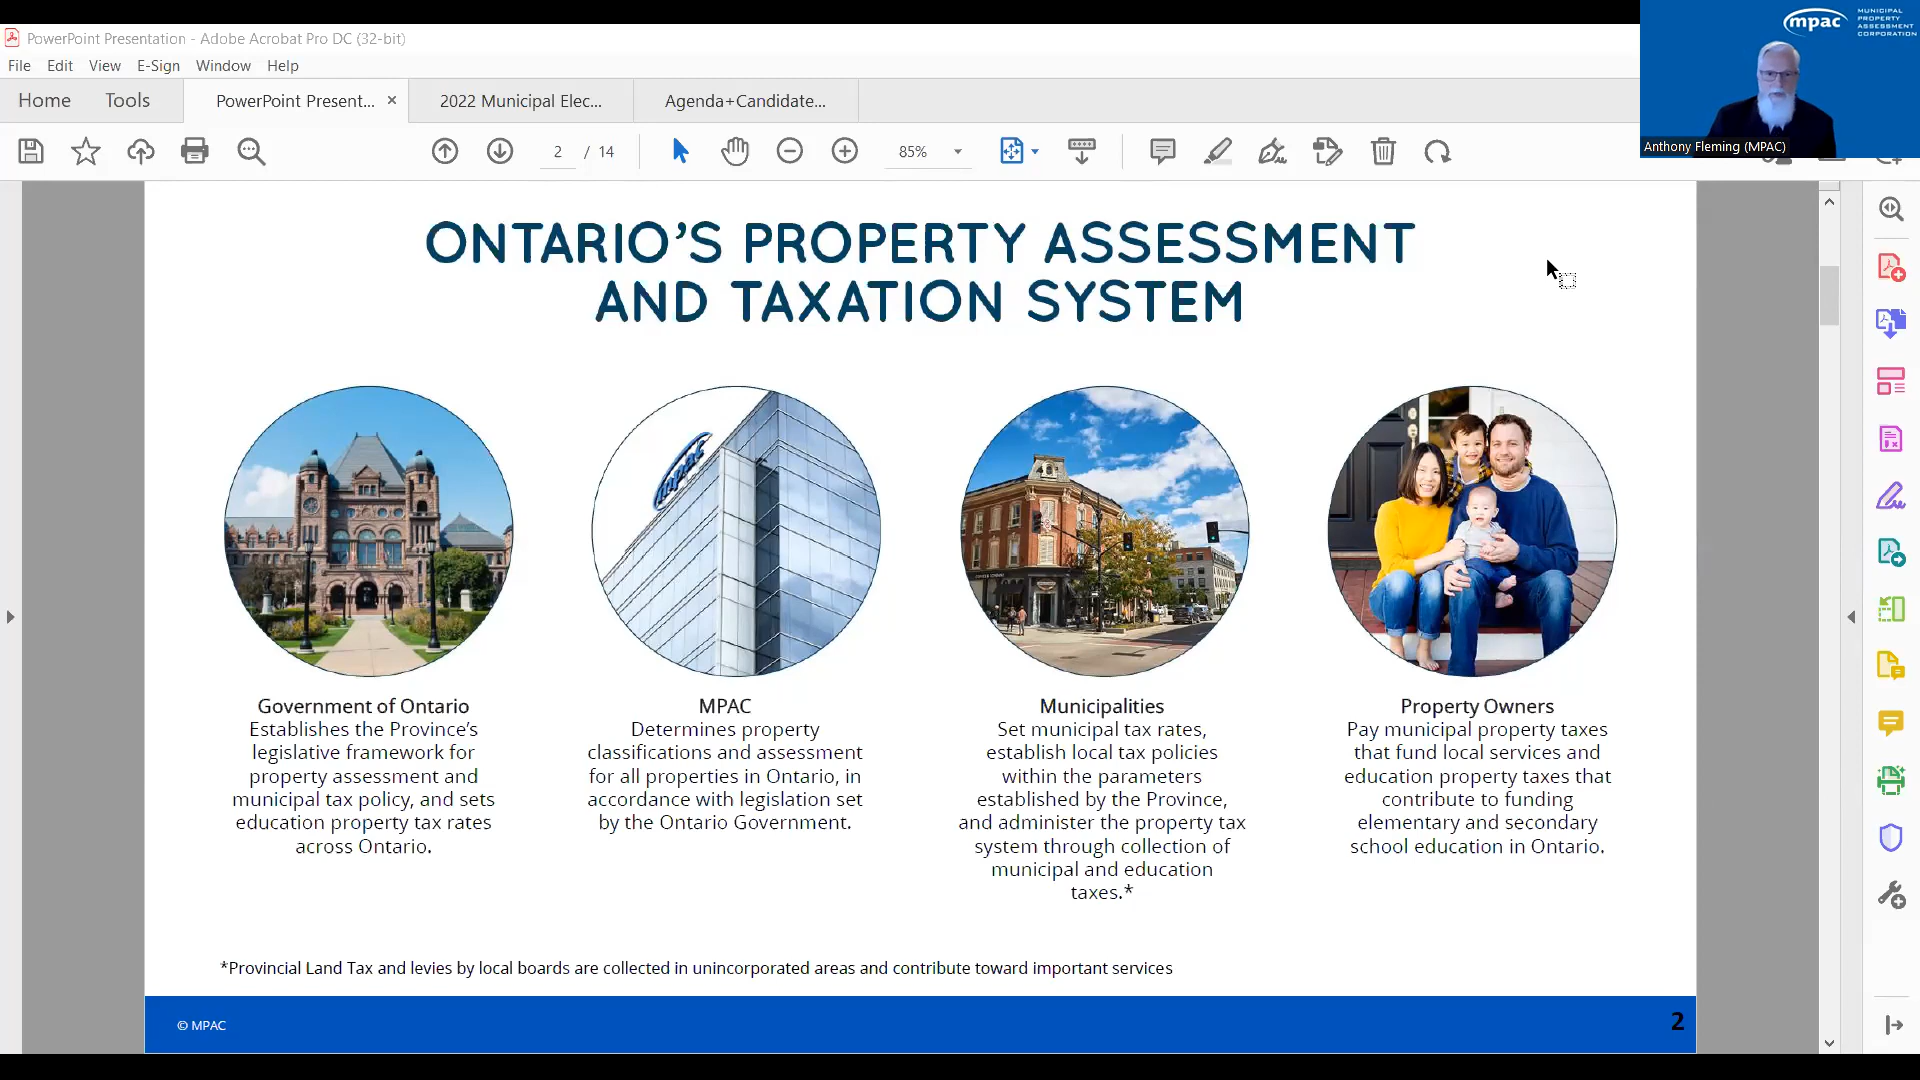 PowerPoint Presentation - Adobe Acrobat Pro DC (32-bit)
File Edit View E-Sign Window Help
Home Tools PowerPoint Present... × 2022 Municipal Elec... Agenda+Candidate...
2 / 14 85%
mpac MUNICIPAL
PROPERTY
ASSESSMENT
CORPORATION
Anthony Fleming (MPAC)
ONTARIO’S PROPERTY ASSESSMENT
AND TAXATION SYSTEM
mpac
Government of Ontario
Establishes the Province’s
legislative framework for
property assessment and
municipal tax policy, and sets
education property tax rates
across Ontario.
MPAC
Determines property
classifications and assessment
for all properties in Ontario, in
accordance with legislation set
by the Ontario Government.
Municipalities
Set municipal tax rates,
establish local tax policies
within the parameters
established by the Province,
and administer the property tax
system through collection of
municipal and education
taxes.*
Property Owners
Pay municipal property taxes
that fund local services and
education property taxes that
contribute to funding
elementary and secondary
school education in Ontario.
*Provincial Land Tax and levies by local boards are collected in unincorporated areas and contribute toward important services
© MPAC
2